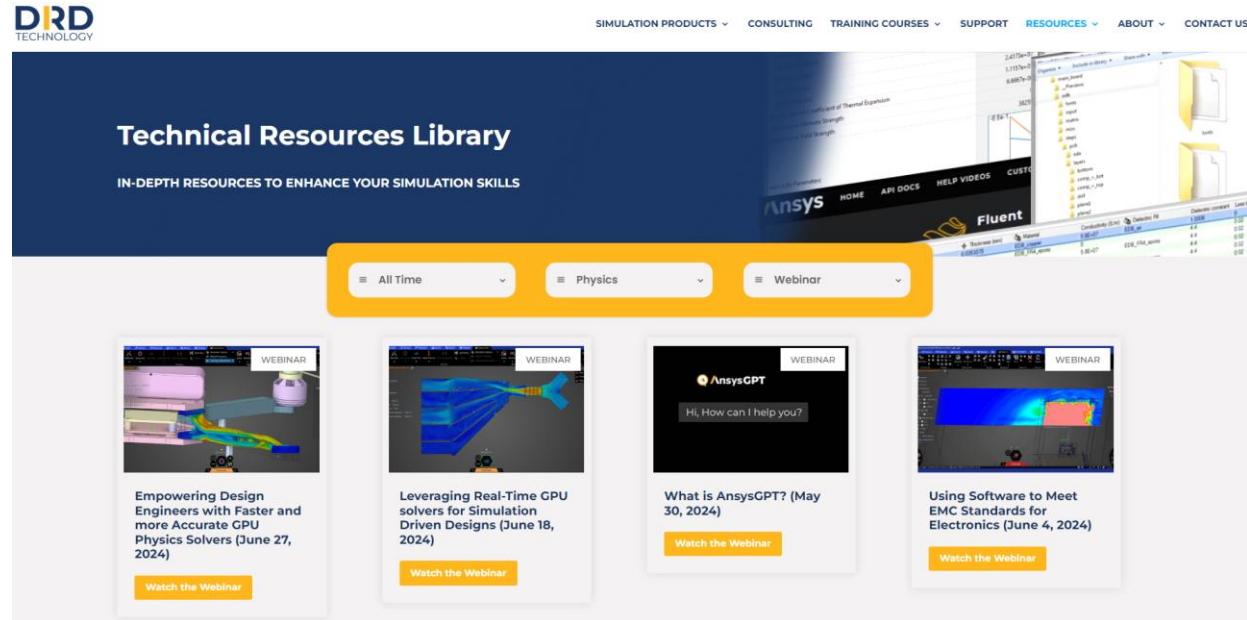 DRD
TECHNOLOGY
SIMULATION PRODUCTS CONSULTING TRAINING COURSES SUPPORT RESOURCES ABOUT CONTACT US
Technical Resources Library
IN-DEPTH RESOURCES TO ENHANCE YOUR SIMULATION SKILLS
Coefficient of Thermal Expansion
Ansys HOME API DOCS HELP VIDEOS
Fluent
All Time Physics Webinar
WEBINAR
Empowering Design
Engineers with Faster and
more Accurate GPU
Physics Solvers (June 27,
2024)
Watch the Webinar
WEBINAR
Leveraging Real-Time GPU
solvers for Simulation
Driven Designs (June 18,
2024)
Watch the Webinar
WEBINAR
AnsysGPT
Hi, How can I help you?
What is AnsysGPT? (May
30, 2024)
Watch the Webinar
WEBINAR
Using Software to Meet
EMC Standards for
Electronics (June 4, 2024)
Watch the Webinar